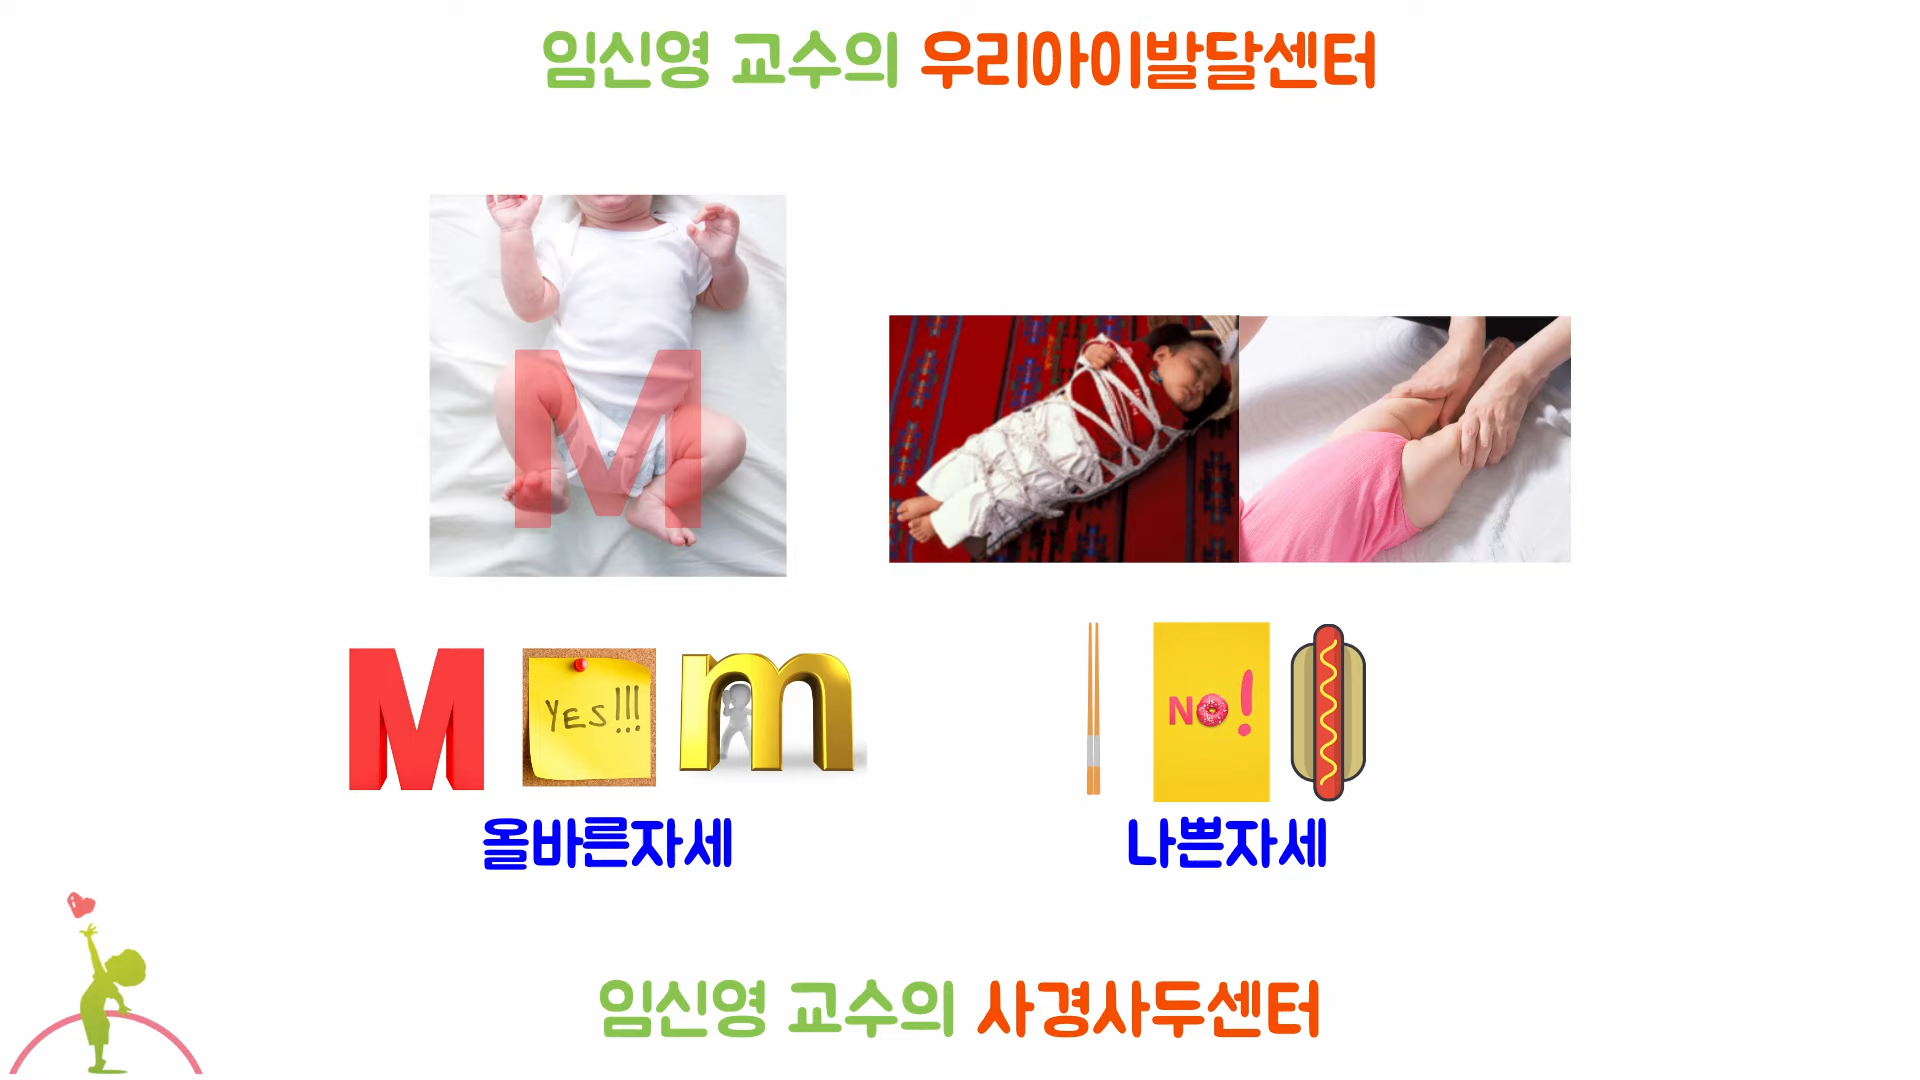 임신영 교수의 우리아이발달센터
M
M YES!!! m
NO!
올바른자세
나쁜자세
임신영 교수의 사경사두센터